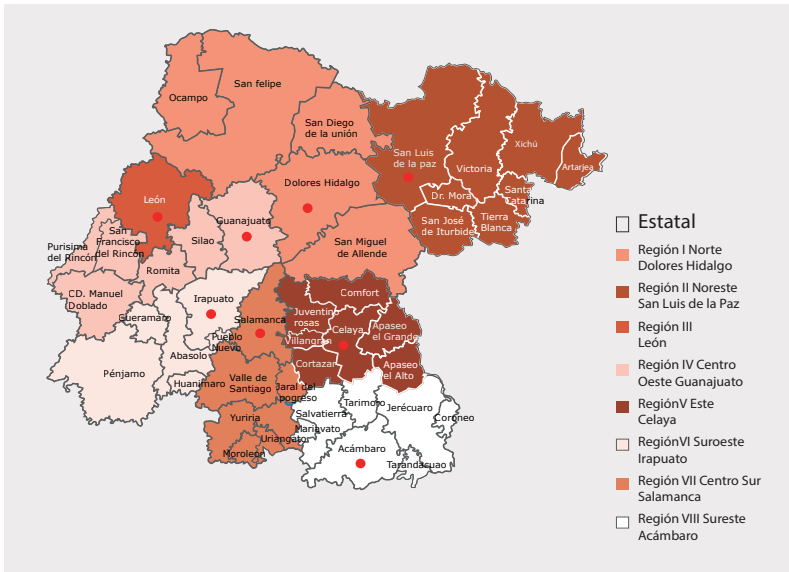 San felipe
Ocampo
San Diego
de la unión
San Luis
de la paz
Xichú
Victoria
Artarjea
Dolores Hidalgo
León
Dr. Mora
Santa
Catarina
Guanajuato
San José
de Iturbide
Tierra
Blanca
San
Francisco
del Rincón
Purisima
del Rincón
Silao
San Miguel
de Allende
Romita
CD. Manuel
Doblado
Irapuato
Comfort
Cueramaro
Salamanca
Juventino
rosas
Celaya
Apaseo
el Grande
Pueblo
Nuevo
Villangran
Abasolo
Cortazar
Apaseo
el Alto
Pénjamo
Huanimaro
Valle de
Santiago
Jaral del
pogreso
Tarimoro
Jerécuaro
Salvatierra
Yuriria
Coroneo
Mariavato
Uriangator
Moroleon
Acámbaro
Tarandacuao
Estatal
Región I Norte
Dolores Hidalgo
Región II Noreste
San Luis de la Paz
Región III
León
Región IV Centro
Oeste Guanajuato
RegiónV Este
Celaya
RegiónVI Suroeste
Irapuato
Región VII Centro Sur
Salamanca
Región VIII Sureste
Acámbaro